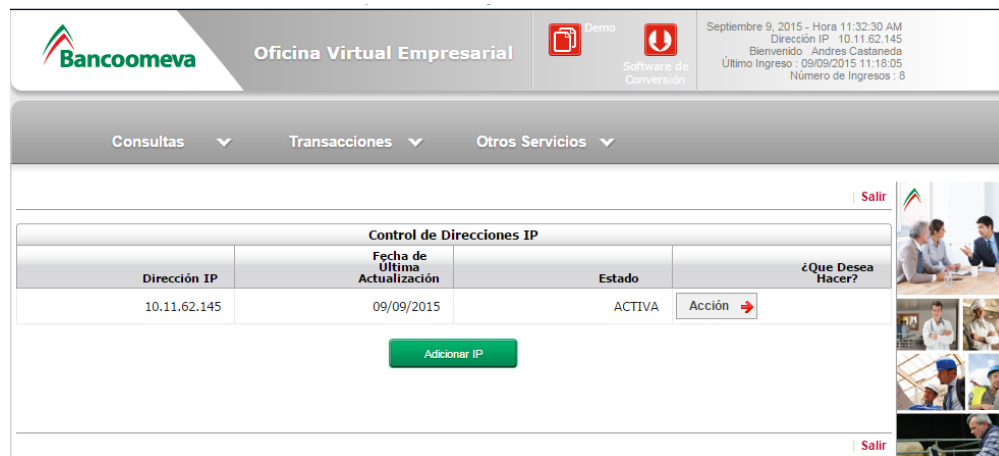 Bancoomeva
Oficina Virtual Empresarial
Demo
Software de
Conversión
Septiembre 9, 2015 - Hora 11:32:30 AM
Dirección IP 10.11.62.145
Bienvenido Andres Castaneda
Último Ingreso : 09/09/2015 11:18:05
Número de Ingresos : 8
Consultas
Transacciones
Otros Servicios
| Salir
Control de Direcciones IP
Dirección IP
Fecha de
Última
Actualización
Estado
¿Que Desea
Hacer?
10.11.62.145
09/09/2015
ACTIVA
Acción
Adicionar IP
| Salir